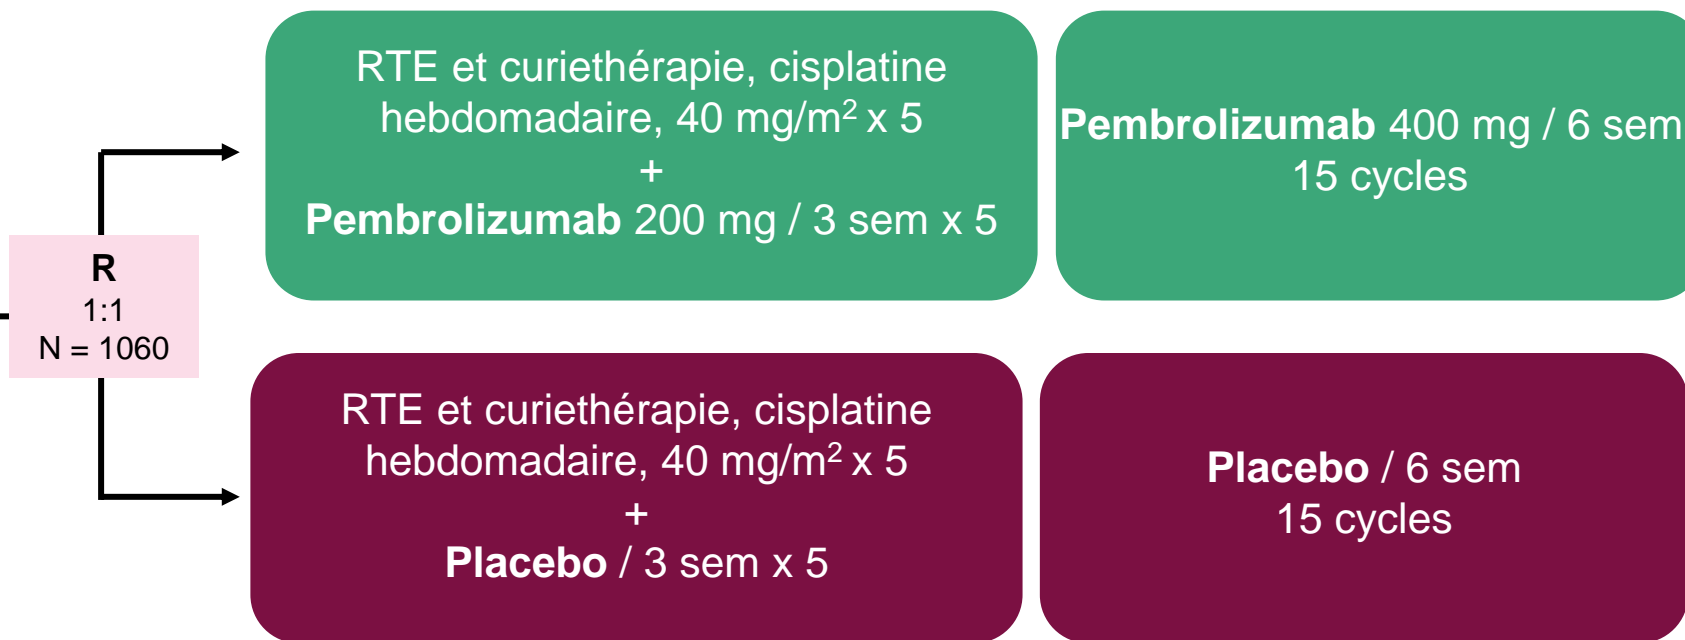 RTE et curiethérapie, cisplatine
hebdomadaire, 40 mg/m² x 5
+
Pembrolizumab 200 mg / 3 sem x 5
Pembrolizumab 400 mg / 6 sem
15 cycles
R
1:1
N = 1060
RTE et curiethérapie, cisplatine
hebdomadaire, 40 mg/m² x 5
+
Placebo / 3 sem x 5
Placebo / 6 sem
15 cycles